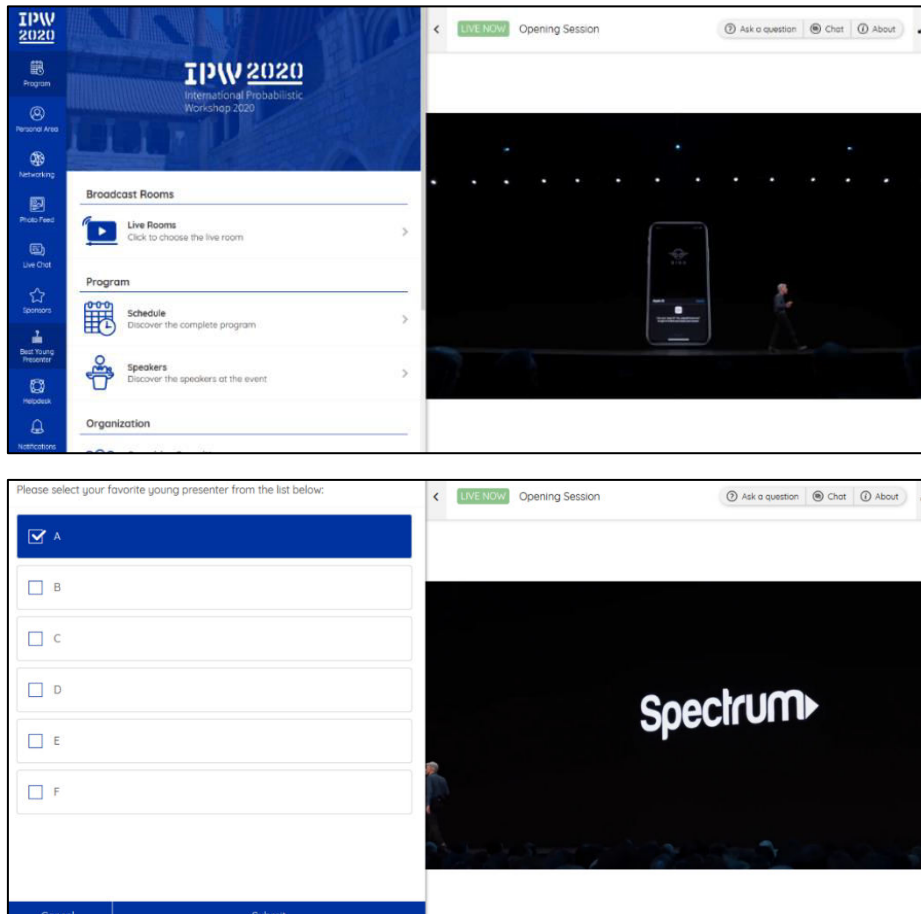 IPW
2020
Program
Personal Area
Networking
Photo Feed
Live Chat
Sponsors
Best Young
Presenter
Helpdesk
Notifications
IPW 2020
International Probabilistic
Workshop 2020
Broadcast Rooms
Live Rooms
Click to choose the live room
Program
Schedule
Discover the complete program
Speakers
Discover the speakers at the event
Organization
LIVE NOW Opening Session
Ask a question Chat About
Please select your favorite young presenter from the list below:
A
B
C
D
E
F
LIVE NOW Opening Session
Ask a question Chat About
Spectrum